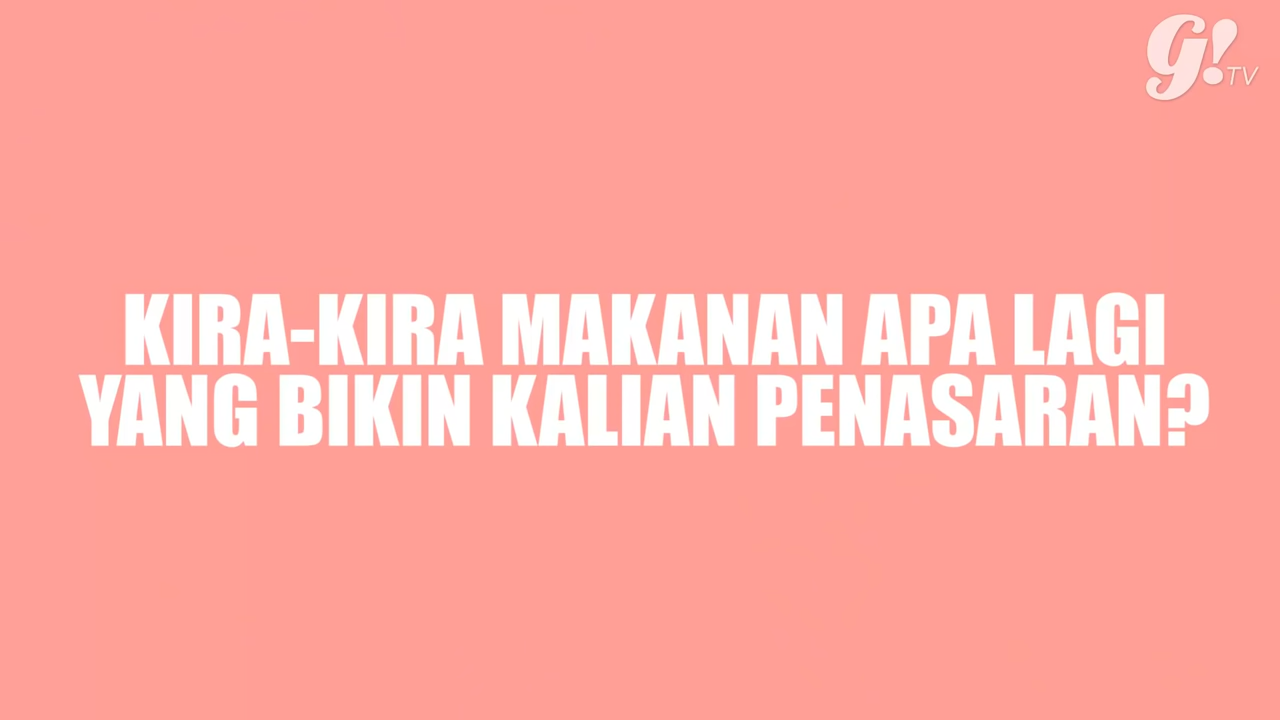 G!TV
KIRA-KIRA MAKANAN APA LAGI
YANG BIKIN KALIAN PENASARAN?